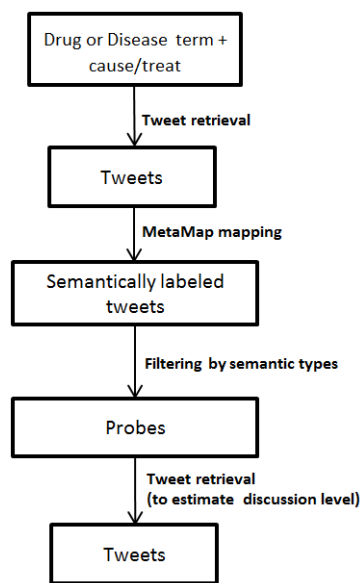 Drug or Disease term +
cause/treat
Tweet retrieval
Tweets
MetaMap mapping
Semantically labeled
tweets
Filtering by semantic types
Probes
Tweet retrieval
(to estimate discussion level)
Tweets